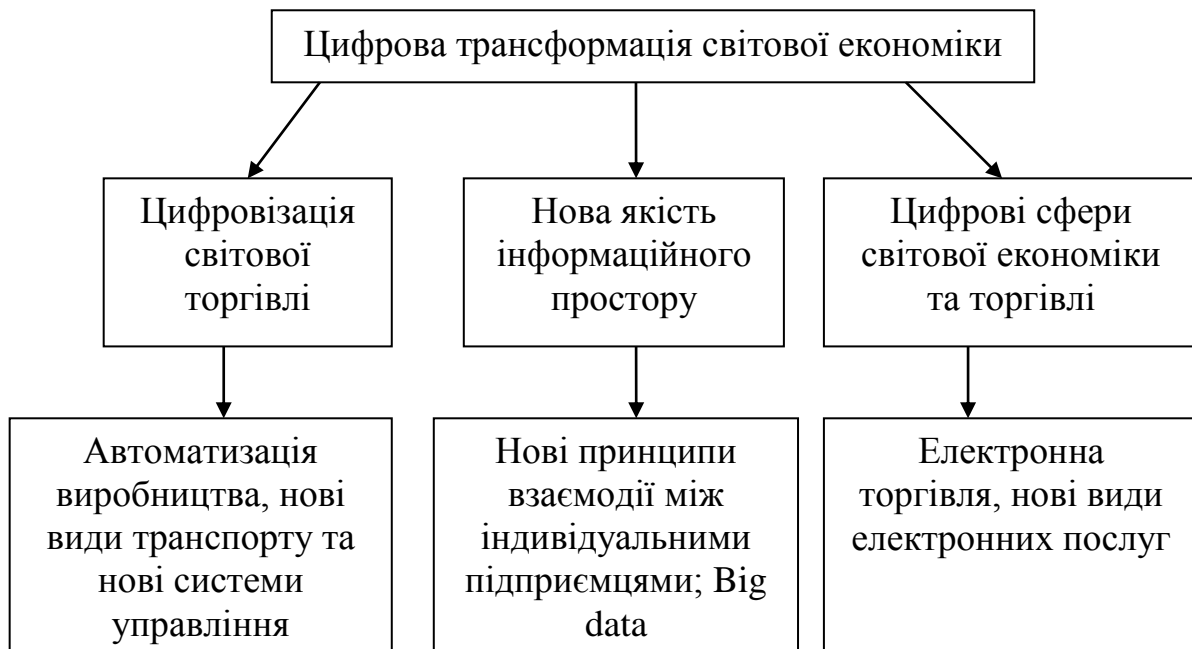 Цифрова трансформація світової економіки
Цифровізація
світової
торгівлі
Нова якість
інформаційного
простору
Цифрові сфери
світової економіки
та торгівлі
Автоматизація
виробництва, нові
види транспорту та
нові системи
управління
Нові принципи
взаємодії між
індивідуальними
підприємцями; Big
data
Електронна
торгівля, нові види
електронних послуг